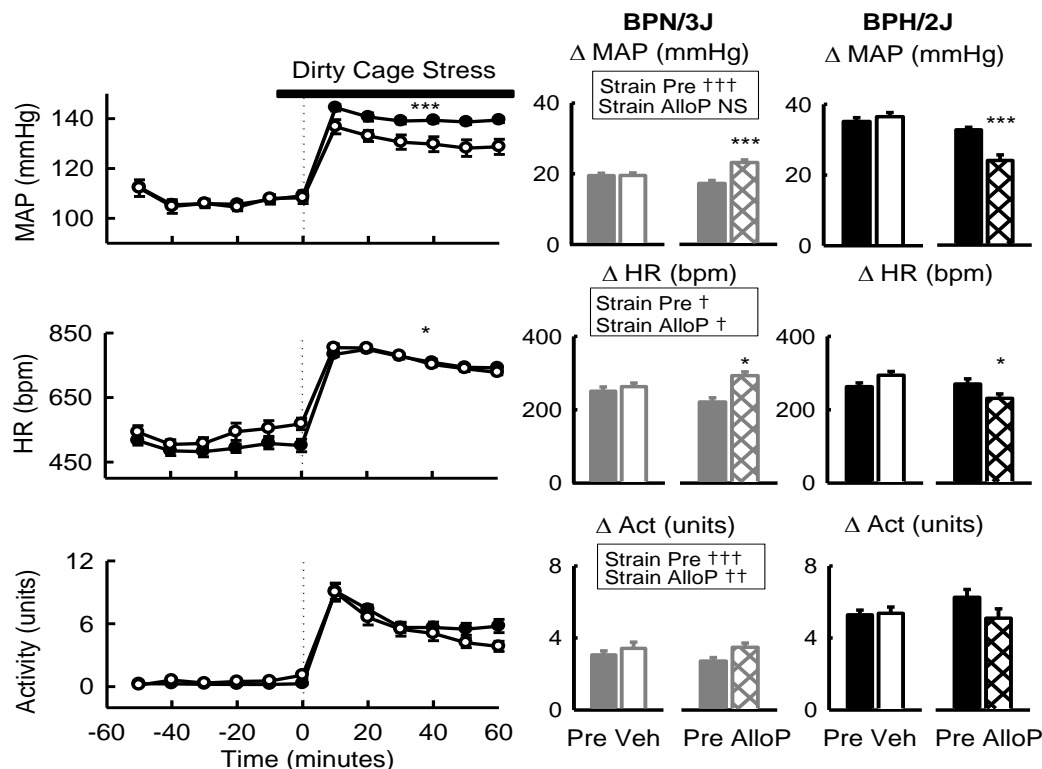 BPN/3J
BPH/2J
Δ MAP (mmHg)
Δ MAP (mmHg)
Dirty Cage Stress
Strain Pre †††
Strain AlloP NS
MAP (mmHg)
140
120
100
***
40
20
0
***
40
20
0
***
Δ HR (bpm)
Δ HR (bpm)
Strain Pre †
Strain AlloP †
HR (bpm)
850
650
450
*
400
200
0
*
400
200
0
*
Δ Act (units)
Δ Act (units)
Strain Pre †††
Strain AlloP ††
Activity (units)
12
6
0
8
4
0
8
4
0
-60 -40 -20 0 20 40 60
Time (minutes)
Pre Veh Pre AlloP
Pre Veh Pre AlloP